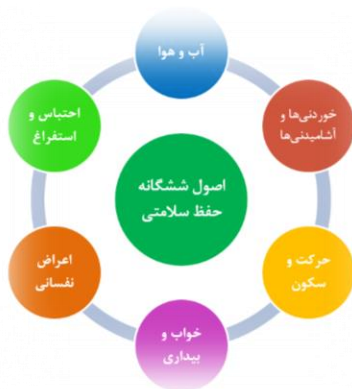 آب و هوا
خوردنی‌ها و
آشامیدنی‌ها
حرکت و
سکون
خواب و
بیداری
اعراض
نفسانی
احتباس و
استفراغ
اصول ششگانه
حفظ سلامتی